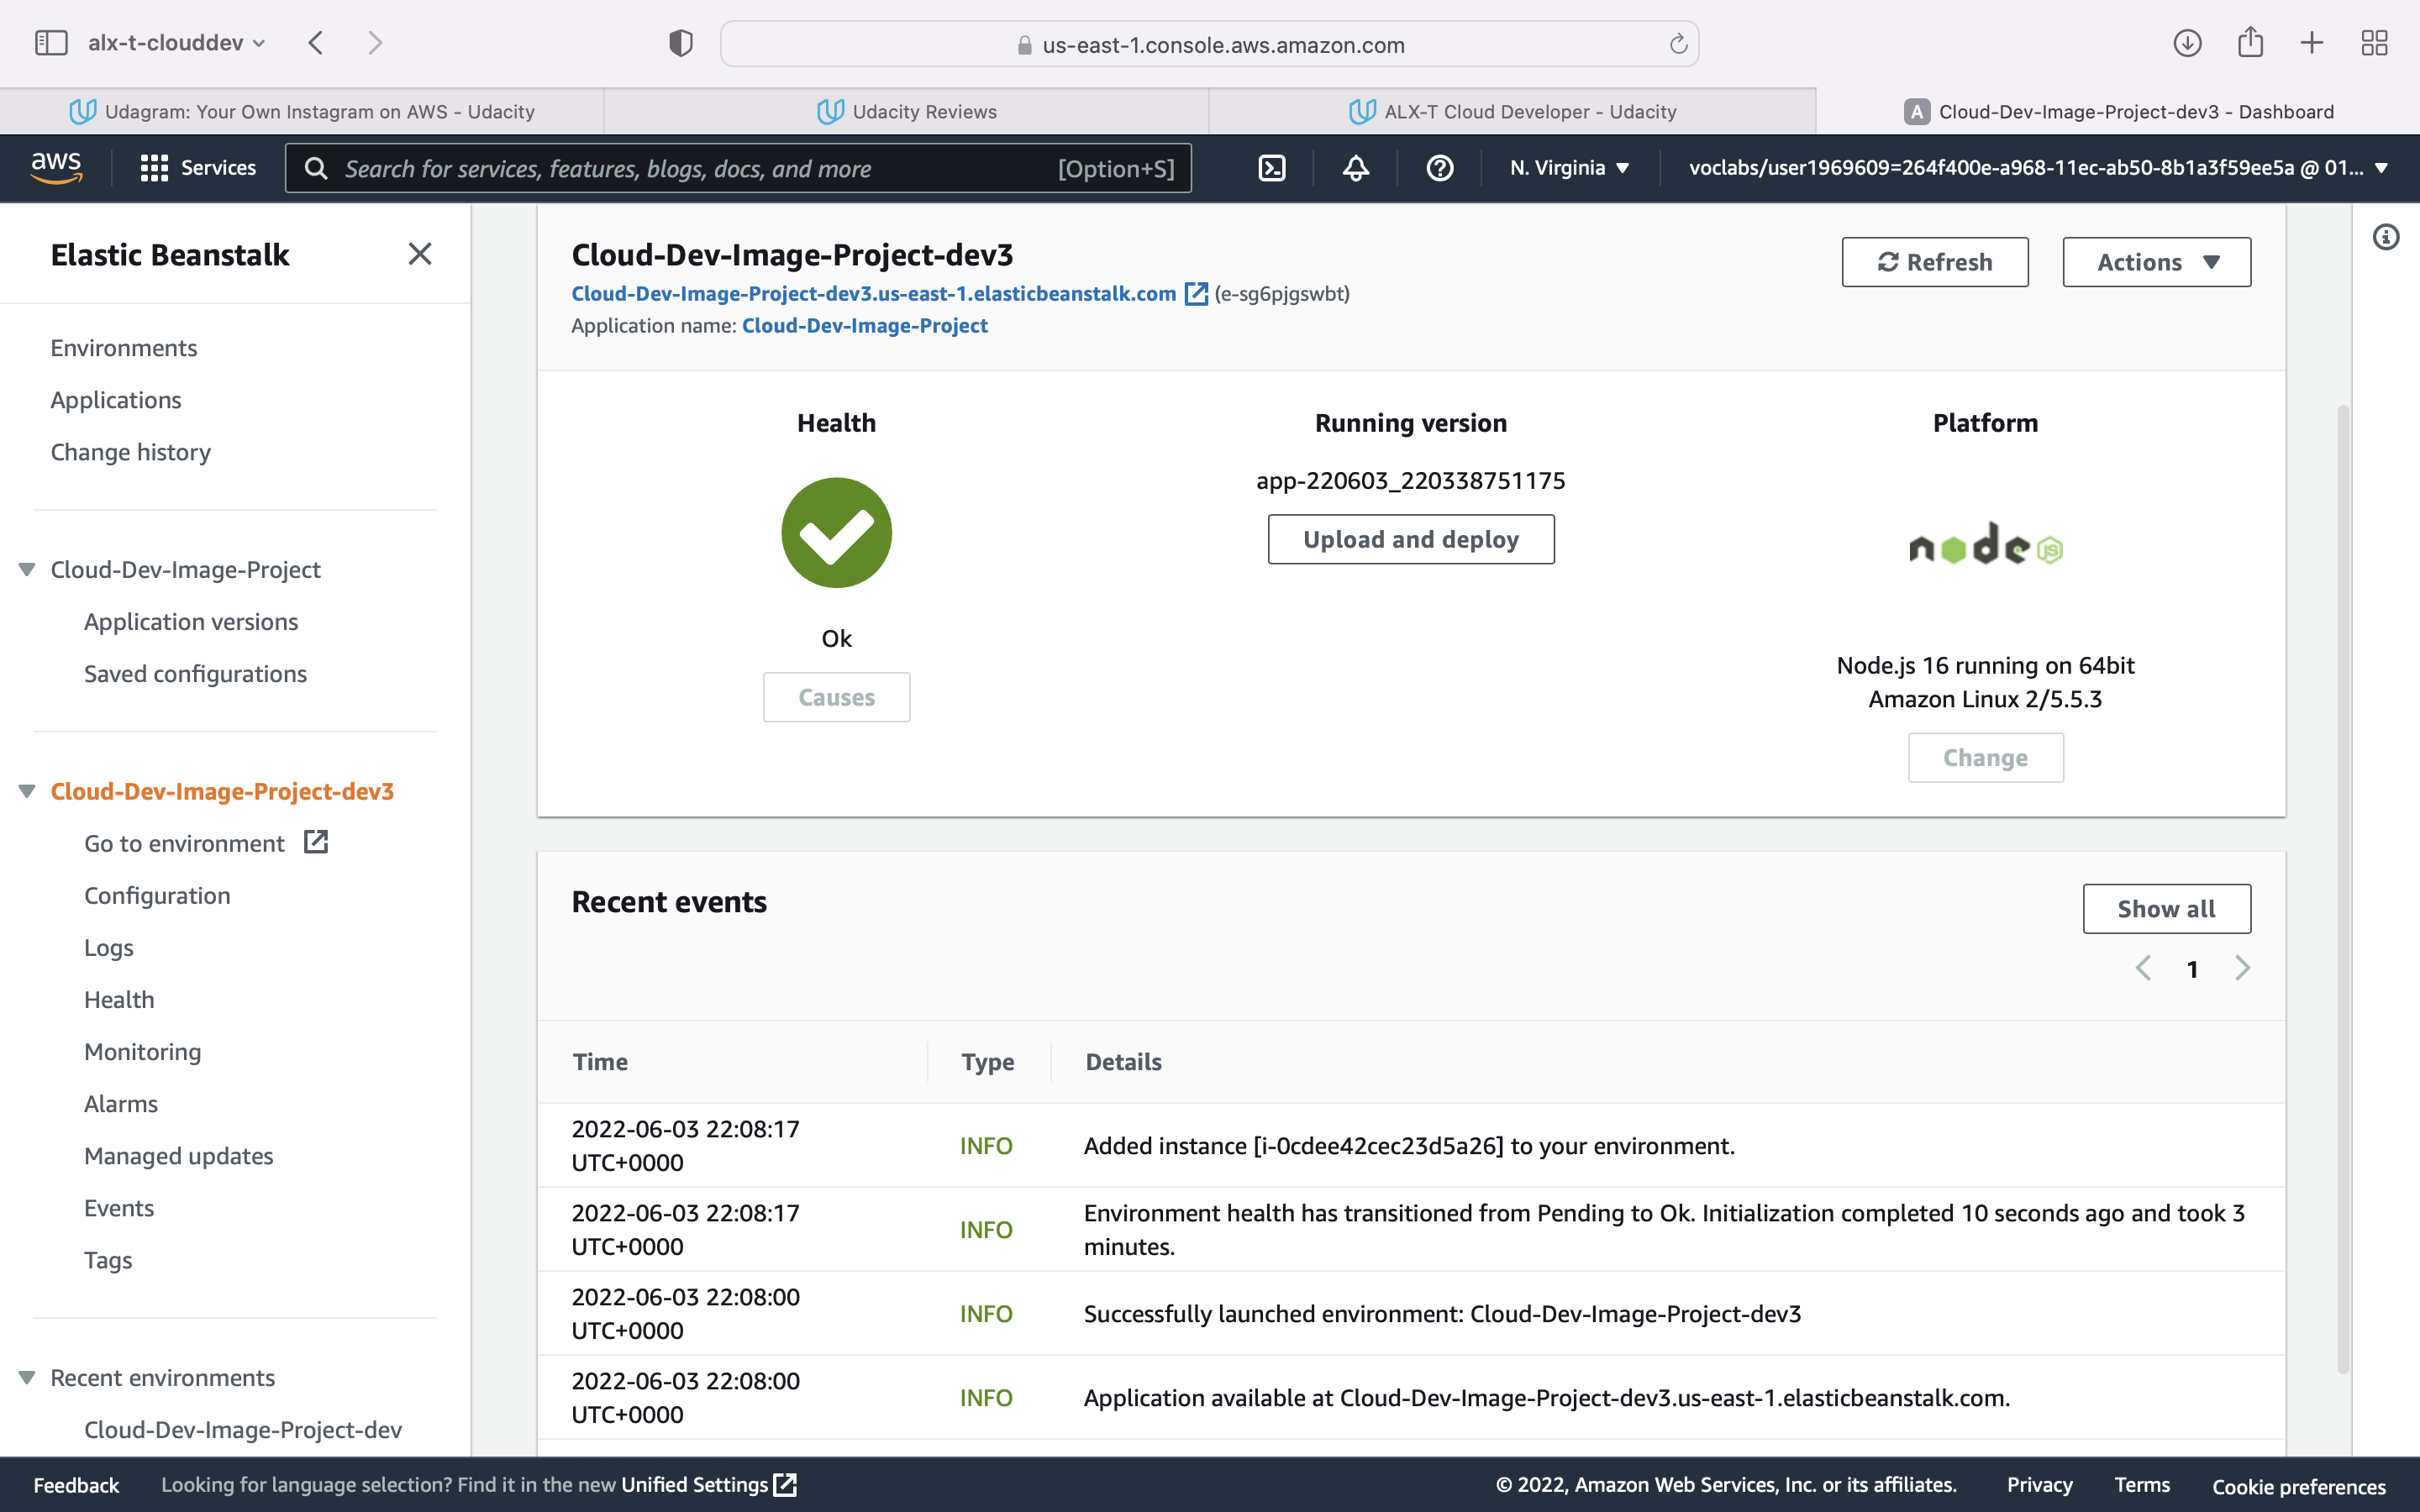 alx-t-clouddev
us-east-1.console.aws.amazon.com
Udagram: Your Own Instagram on AWS - Udacity
Udacity Reviews
ALX-T Cloud Developer - Udacity
A Cloud-Dev-Image-Project-dev3 - Dashboard
aws
Services
Search for services, features, blogs, docs, and more [Option+S]
N. Virginia
voclabs/user1969609=264f400e-a968-11ec-ab50-8b1a3f59ee5a @ 01...
Elastic Beanstalk
Environments
Applications
Change history
Cloud-Dev-Image-Project
Application versions
Saved configurations
Cloud-Dev-Image-Project-dev3
Go to environment
Configuration
Logs
Health
Monitoring
Alarms
Managed updates
Events
Tags
Recent environments
Cloud-Dev-Image-Project-dev
Cloud-Dev-Image-Project-dev3
Cloud-Dev-Image-Project-dev3.us-east-1.elasticbeanstalk.com (e-sg6pjgswbt)
Application name: Cloud-Dev-Image-Project
Refresh
Actions
Health
Ok
Causes
Running version
app-220603_220338751175
Upload and deploy
Platform
node JS
Node.js 16 running on 64bit
Amazon Linux 2/5.5.3
Change
Recent events
Show all
1
Time Type Details
2022-06-03 22:08:17
UTC+0000
INFO
Added instance [i-0cdee42cec23d5a26] to your environment.
2022-06-03 22:08:17
UTC+0000
INFO
Environment health has transitioned from Pending to Ok. Initialization completed 10 seconds ago and took 3
minutes.
2022-06-03 22:08:00
UTC+0000
INFO
Successfully launched environment: Cloud-Dev-Image-Project-dev3
2022-06-03 22:08:00
UTC+0000
INFO
Application available at Cloud-Dev-Image-Project-dev3.us-east-1.elasticbeanstalk.com.
Feedback
Looking for language selection? Find it in the new Unified Settings
© 2022, Amazon Web Services, Inc. or its affiliates.
Privacy
Terms
Cookie preferences